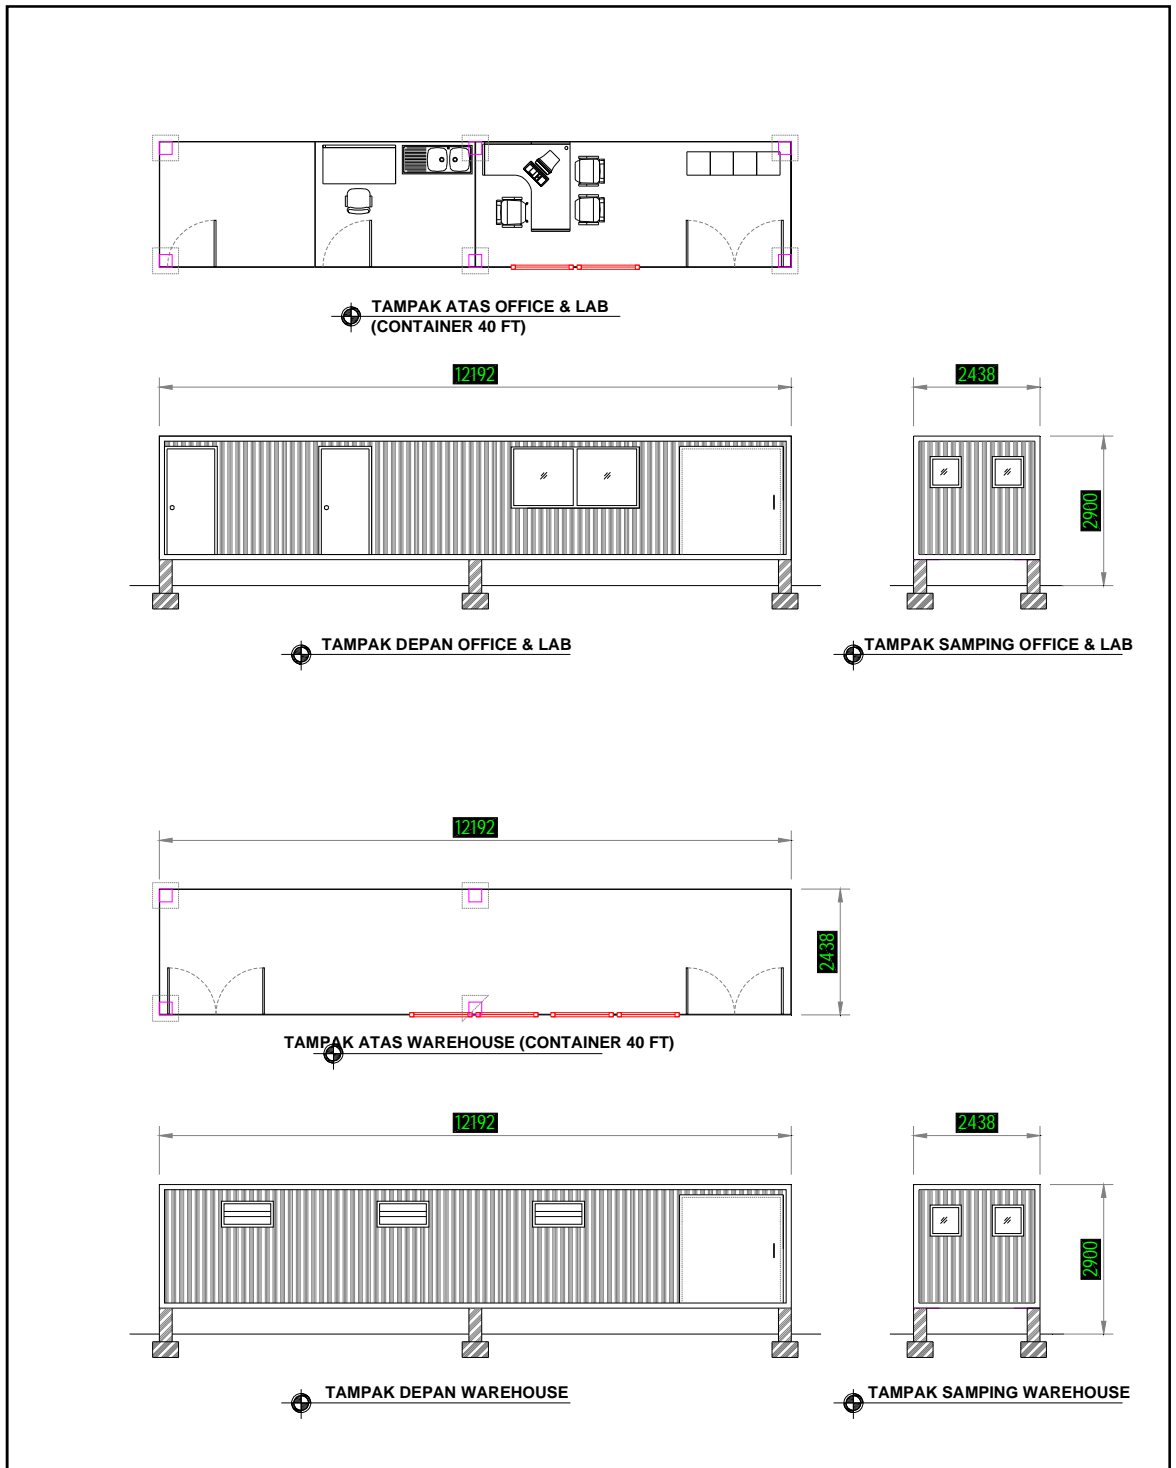 TAMPAK ATAS OFFICE & LAB
(CONTAINER 40 FT)
12192
2438
2900
TAMPAK DEPAN OFFICE & LAB
TAMPAK SAMPING OFFICE & LAB
12192
2438
TAMPAK ATAS WAREHOUSE (CONTAINER 40 FT)
12192
2438
2900
TAMPAK DEPAN WAREHOUSE
TAMPAK SAMPING WAREHOUSE